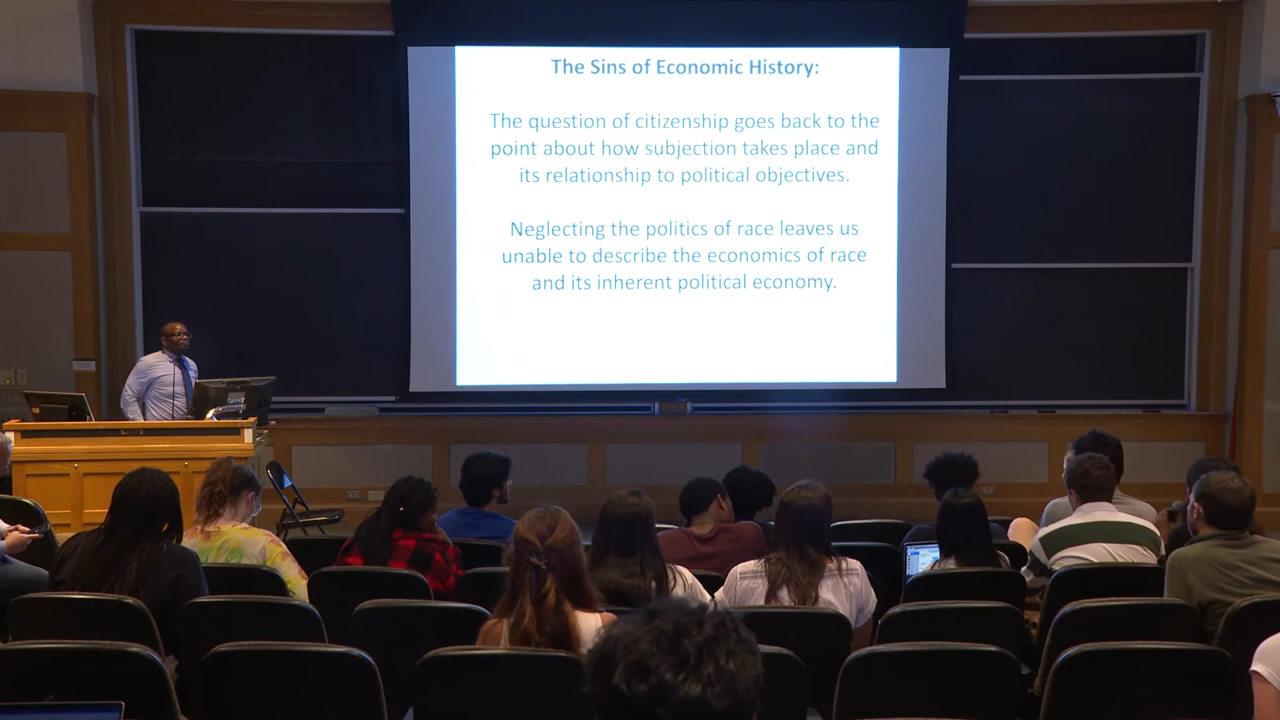 The Sins of Economic History:
The question of citizenship goes back to the
point about how subjection takes place and
its relationship to political objectives.
Neglecting the politics of race leaves us
unable to describe the economics of race
and its inherent political economy.